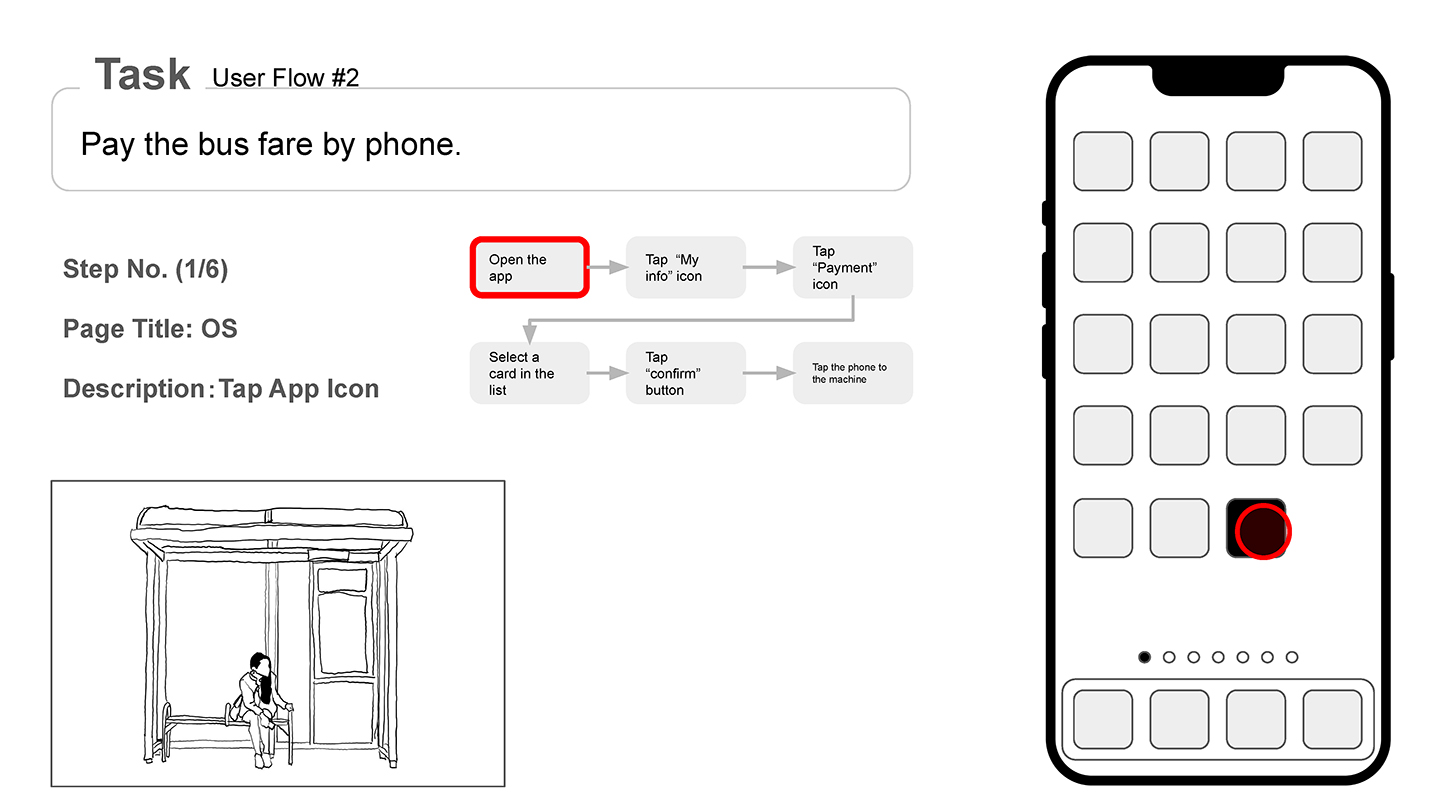 Task User Flow #2
Pay the bus fare by phone.
Step No. (1/6)
Page Title: OS
Description : Tap App Icon
Open the
app
Tap “My
info” icon
Tap
“Payment”
icon
Select a
card in the
list
Tap
“confirm”
button
Tap the phone to
the machine